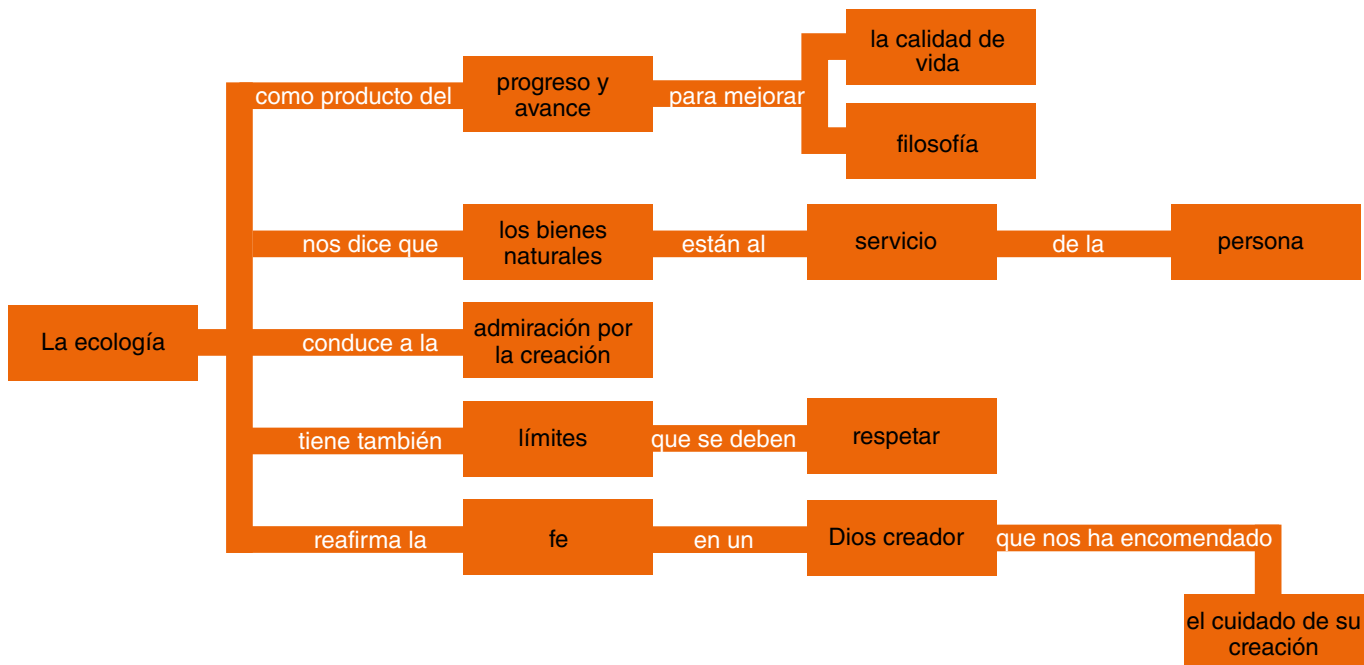 la calidad de
vida
como producto del
progreso y
avance
para mejorar
filosofía
nos dice que
los bienes
naturales
están al
servicio
de la
persona
La ecología
conduce a la
admiración por
la creación
tiene también
límites
que se deben
respetar
reafirma la
fe
en un
Dios creador
que nos ha encomendado
el cuidado de su
creación